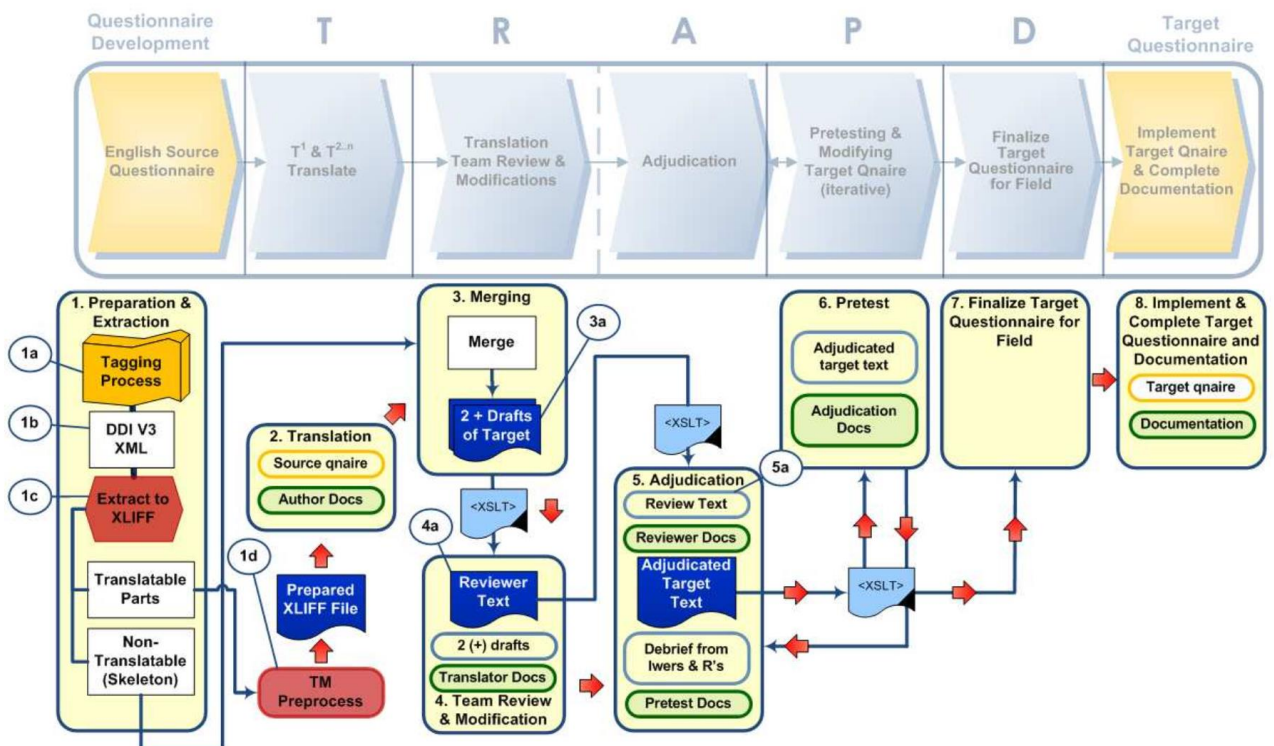 Questionnaire
Development
T
R
A
P
D
Target
Questionnaire
English Source
Questionnaire
T¹ & T²··ⁿ
Translate
Translation
Team Review &
Modifications
Adjudication
Pretesting &
Modifying
Target Qnaire
(iterative)
Finalize
Target
Questionnaire
for Field
Implement
Target Qnaire
& Complete
Documentation
1. Preparation &
Extraction
1a
Tagging
Process
1b
DDI V3
XML
1c
Extract to
XLIFF
Translatable
Parts
Non-
Translatable
(Skeleton)
1d
TM
Preprocess
Prepared
XLIFF File
2. Translation
Source qnaire
Author Docs
3. Merging
Merge
3a
2 + Drafts
of Target
<XSLT>
4a
Reviewer
Text
2 (+) drafts
Translator Docs
4. Team Review
& Modification
<XSLT>
5. Adjudication
5a
Review Text
Reviewer Docs
Adjudicated
Target
Text
Debrief from
Iwers & R's
Pretest Docs
6. Pretest
Adjudicated
target text
Adjudication
Docs
<XSLT>
7. Finalize Target
Questionnaire for
Field
8. Implement &
Complete Target
Questionnaire and
Documentation
Target qnaire
Documentation